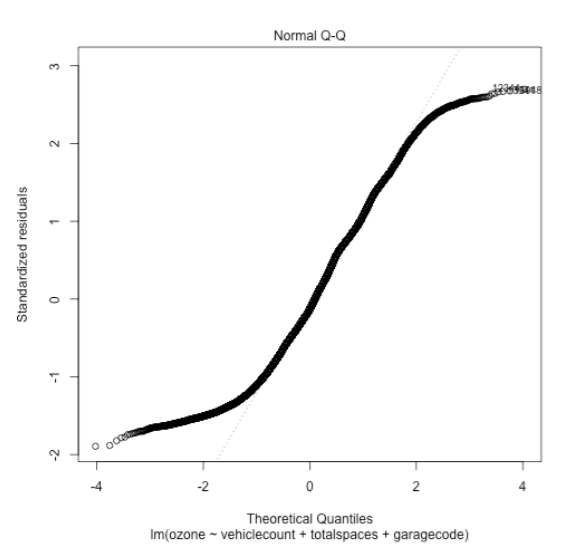 Normal Q-Q
3
2
1
0
-1
-2
Standardized residuals
-4
-2
0
2
4
Theoretical Quantiles
lm(ozone ~ vehiclecount + totalspaces + garagecode)